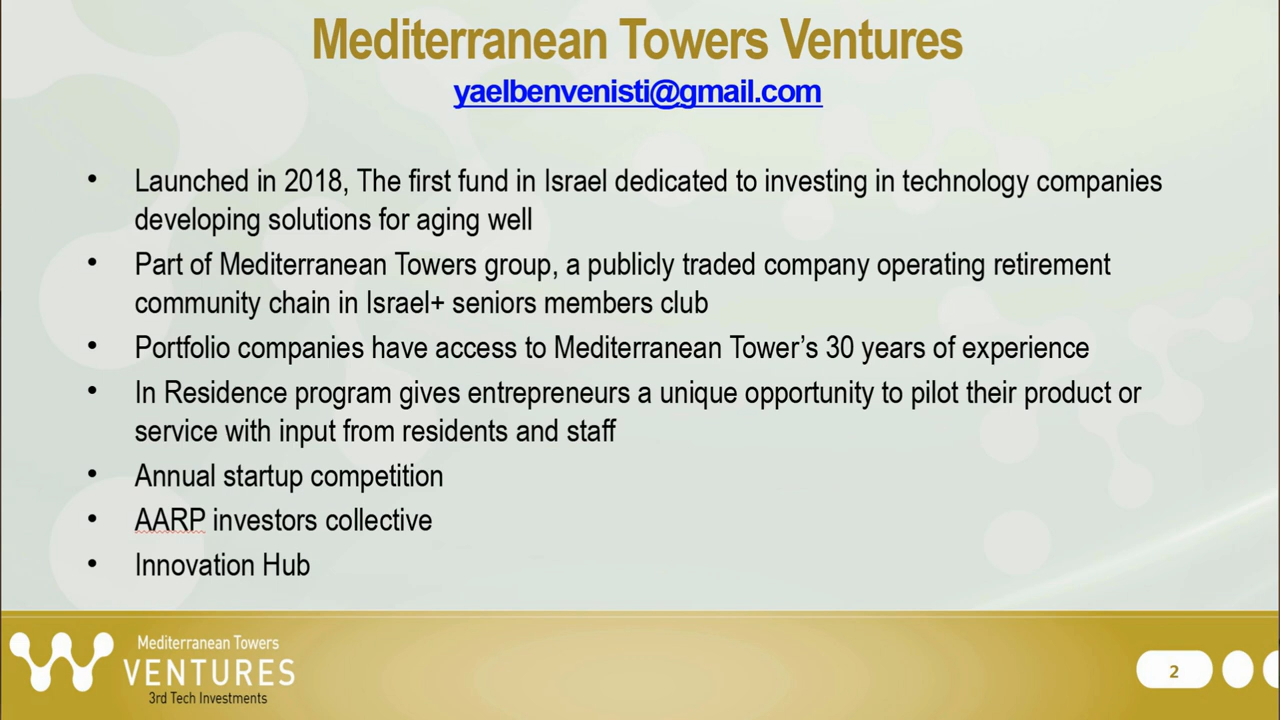 Mediterranean Towers Ventures
yaelbenvenisti@gmail.com
• Launched in 2018, The first fund in Israel dedicated to investing in technology companies
developing solutions for aging well
• Part of Mediterranean Towers group, a publicly traded company operating retirement
community chain in Israel+ seniors members club
• Portfolio companies have access to Mediterranean Tower’s 30 years of experience
• In Residence program gives entrepreneurs a unique opportunity to pilot their product or
service with input from residents and staff
• Annual startup competition
• AARP investors collective
• Innovation Hub
Mediterranean Towers
VENTURES
3rd Tech Investments
2